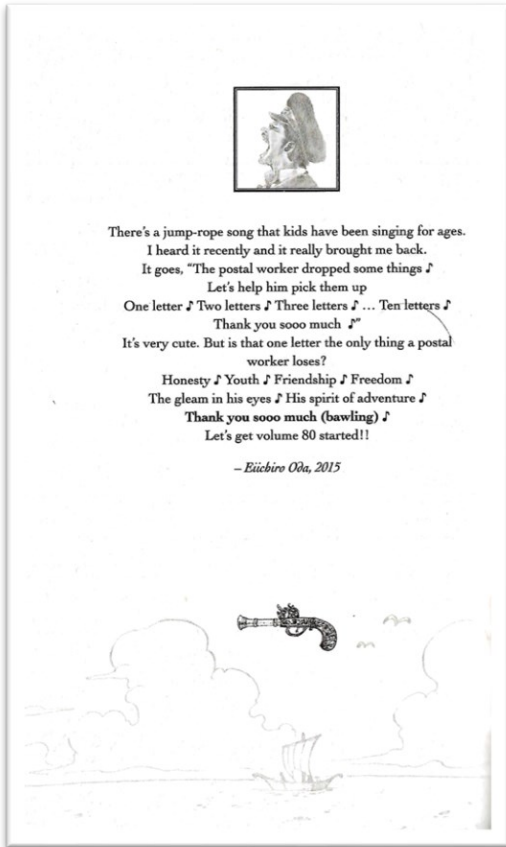 There's a jump-rope song that kids have been singing for ages.
I heard it recently and it really brought me back.
It goes, "The postal worker dropped some things ♪
Let's help him pick them up
One letter ♪ Two letters ♪ Three letters ♪ ... Ten letters ♪
Thank you sooo much ♪"
It's very cute. But is that one letter the only thing a postal
worker loses?
Honesty ♪ Youth ♪ Friendship ♪ Freedom ♪
The gleam in his eyes ♪ His spirit of adventure ♪
Thank you sooo much (bawling) ♪
Let's get volume 80 started!!
– Eiichiro Oda, 2015